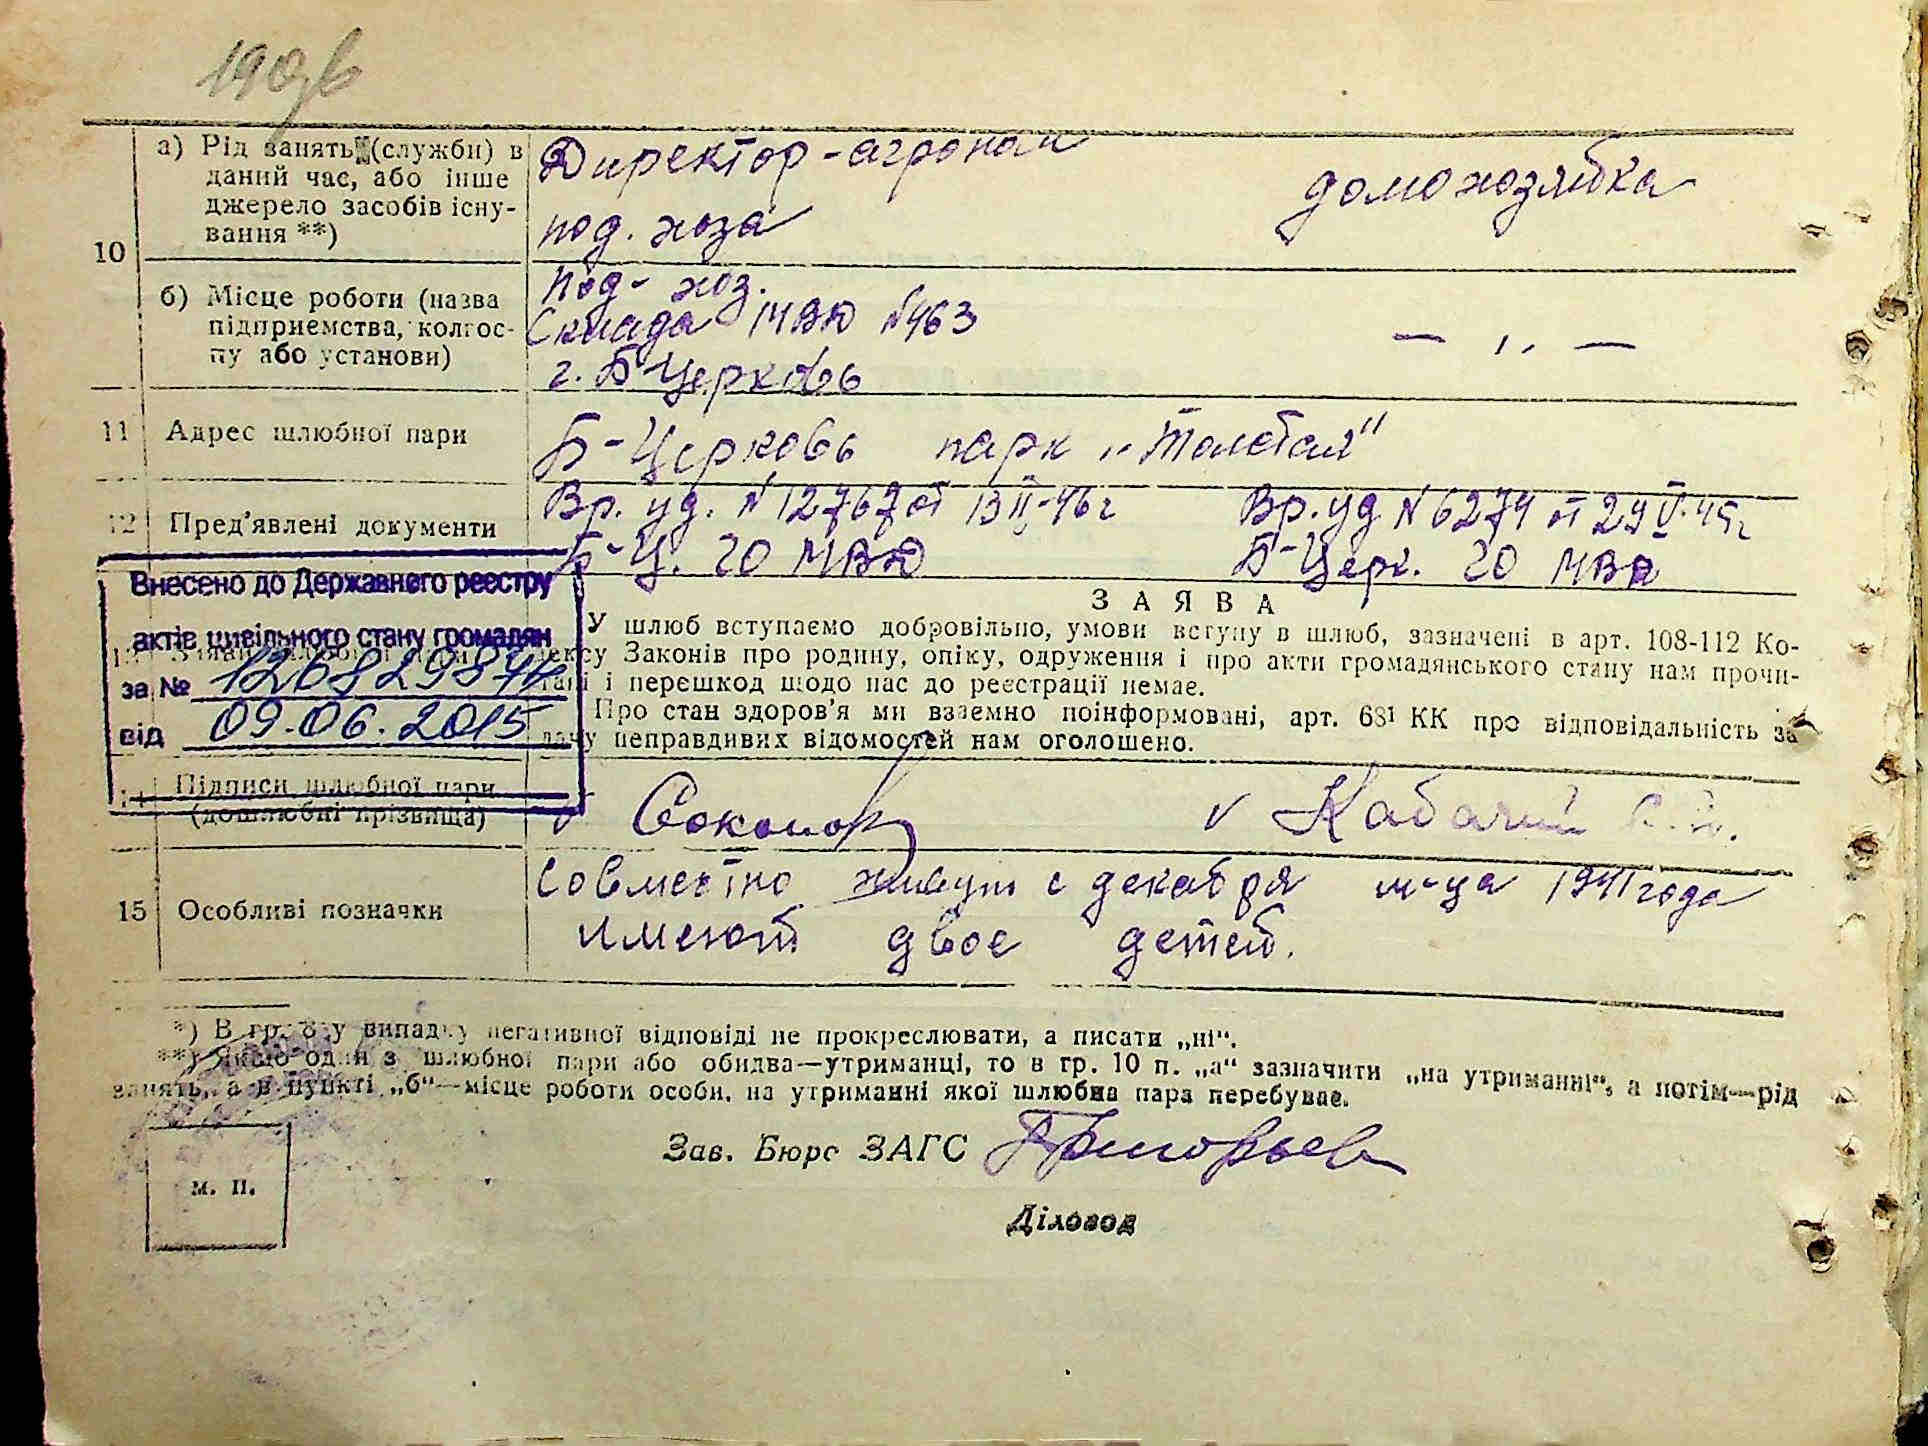 а) Рід занять (служби) в
даний час, або інше
джерело засобів існу-
вання **)
Директор-агроном
под. хоза
домохозяйка
10
б) Місце роботи (назва
підприємства, колгос-
пу або установи)
Под-хоз.
Склада МВД №463
г. Б-Церковь
— „ —
11 Адрес шлюбної пари
Б-Церковь парк „Толстая"
12 Пред'явлені документи
Вр. уд. №12767 от 13 II-46 г
Б-Ц. ГО МВД
Вр. уд №6274 от 29 V-45 г
Б-Церк. ГО МВД
Внесено до Державного реєстру
актів цивільного стану громадян
за №
від 09.06.2015
ЗАЯВА
У шлюб вступаємо добровільно, умови вступу в шлюб, зазначені в арт. 108-112 Ко-
дексу Законів про родину, опіку, одруження і про акти громадянського стану нам прочи-
тані і перешкод щодо нас до реєстрації немає.
Про стан здоров'я ми взаємно поінформовані, арт. 68¹ КК про відповідальність за
дачу неправдивих відомостей нам оголошено.
14 Підписи шлюбної пари
(дошлюбні прізвища)
v Соколов
v Кабачий
15 Особливі позначки
Совместно живут с декабря м-ца 1941 года
имеют двое детей.
*) В гр. 8 у випадку негативної відповіді не прокреслювати, а писати „ні".
**) Якщо один з шлюбної пари або обидва—утриманці, то в гр. 10 п. „а" зазначити „на утриманні", а потім—рід
занять, а в пункті „б"—місце роботи особи, на утриманні якої шлюбна пара перебуває.
Зав. Бюро ЗАГС Григорьев
м. п.
Діловод